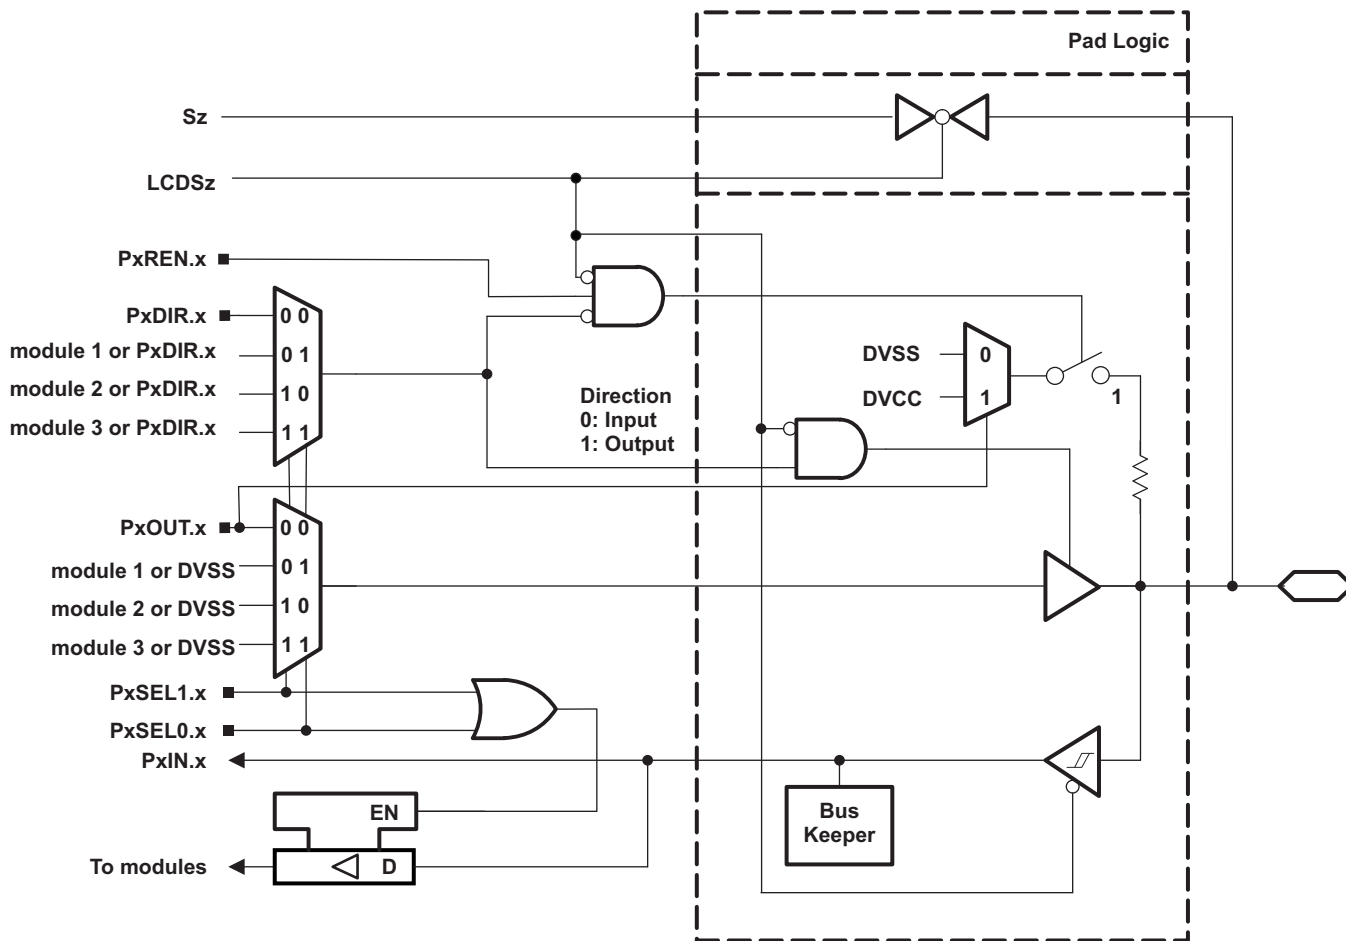 Pad Logic
Sz
LCDSz
PxREN.x
PxDIR.x
0 0
module 1 or PxDIR.x
0 1
module 2 or PxDIR.x
1 0
module 3 or PxDIR.x
1 1
Direction
0: Input
1: Output
DVSS
0
DVCC
1
1
PxOUT.x
0 0
module 1 or DVSS
0 1
module 2 or DVSS
1 0
module 3 or DVSS
1 1
PxSEL1.x
PxSEL0.x
PxIN.x
EN
Bus
Keeper
To modules
D